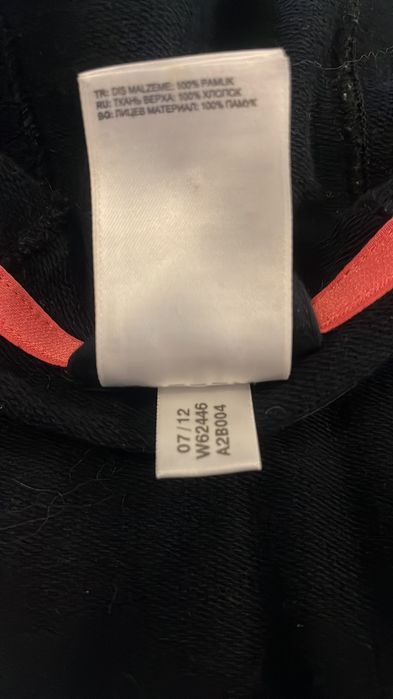 TR: DIS MALZEME: 100% PAMUK
RU: ТКАНЬ ВЕРХА: 100% ХЛОПОК
BG: ЛИЦЕВ МАТЕРИАЛ: 100% ПАМУК
07/12
W62446
A2B004